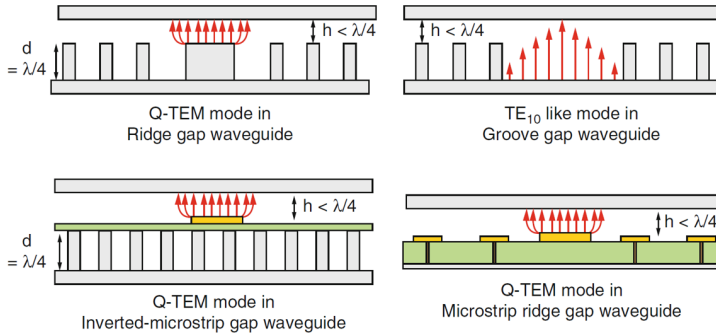 h < λ/4
d
= λ/4
Q-TEM mode in
Ridge gap waveguide
h < λ/4
TE₁₀ like mode in
Groove gap waveguide
h < λ/4
d
= λ/4
Q-TEM mode in
Inverted-microstrip gap waveguide
h < λ/4
Q-TEM mode in
Microstrip ridge gap waveguide